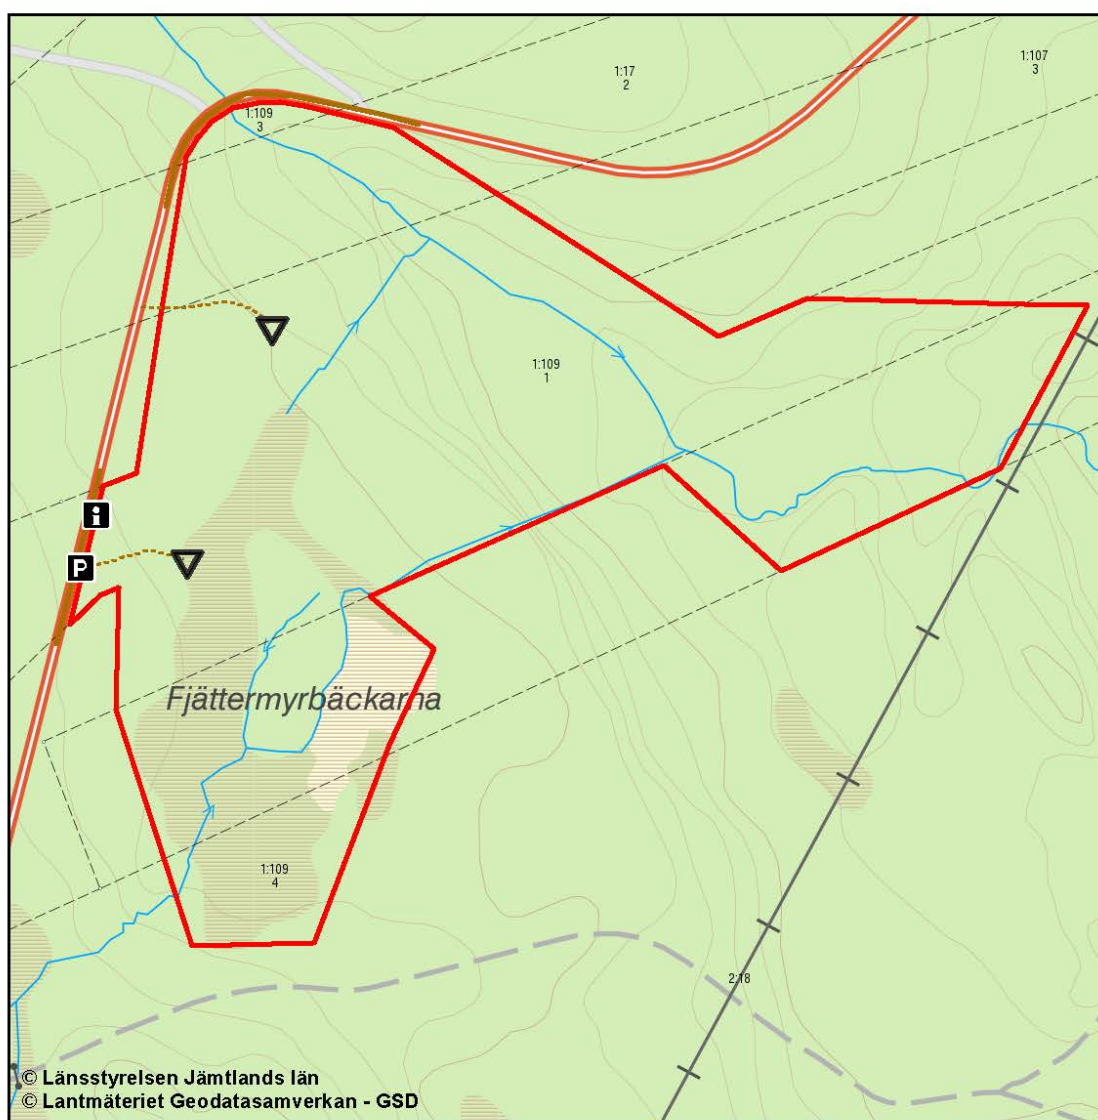 1:17
2
1:107
3
1:109
3
1:109
1
i
P
Fjättermyrbäckarna
1:109
4
2:18
© Länsstyrelsen Jämtlands län
© Lantmäteriet Geodatasamverkan - GSD